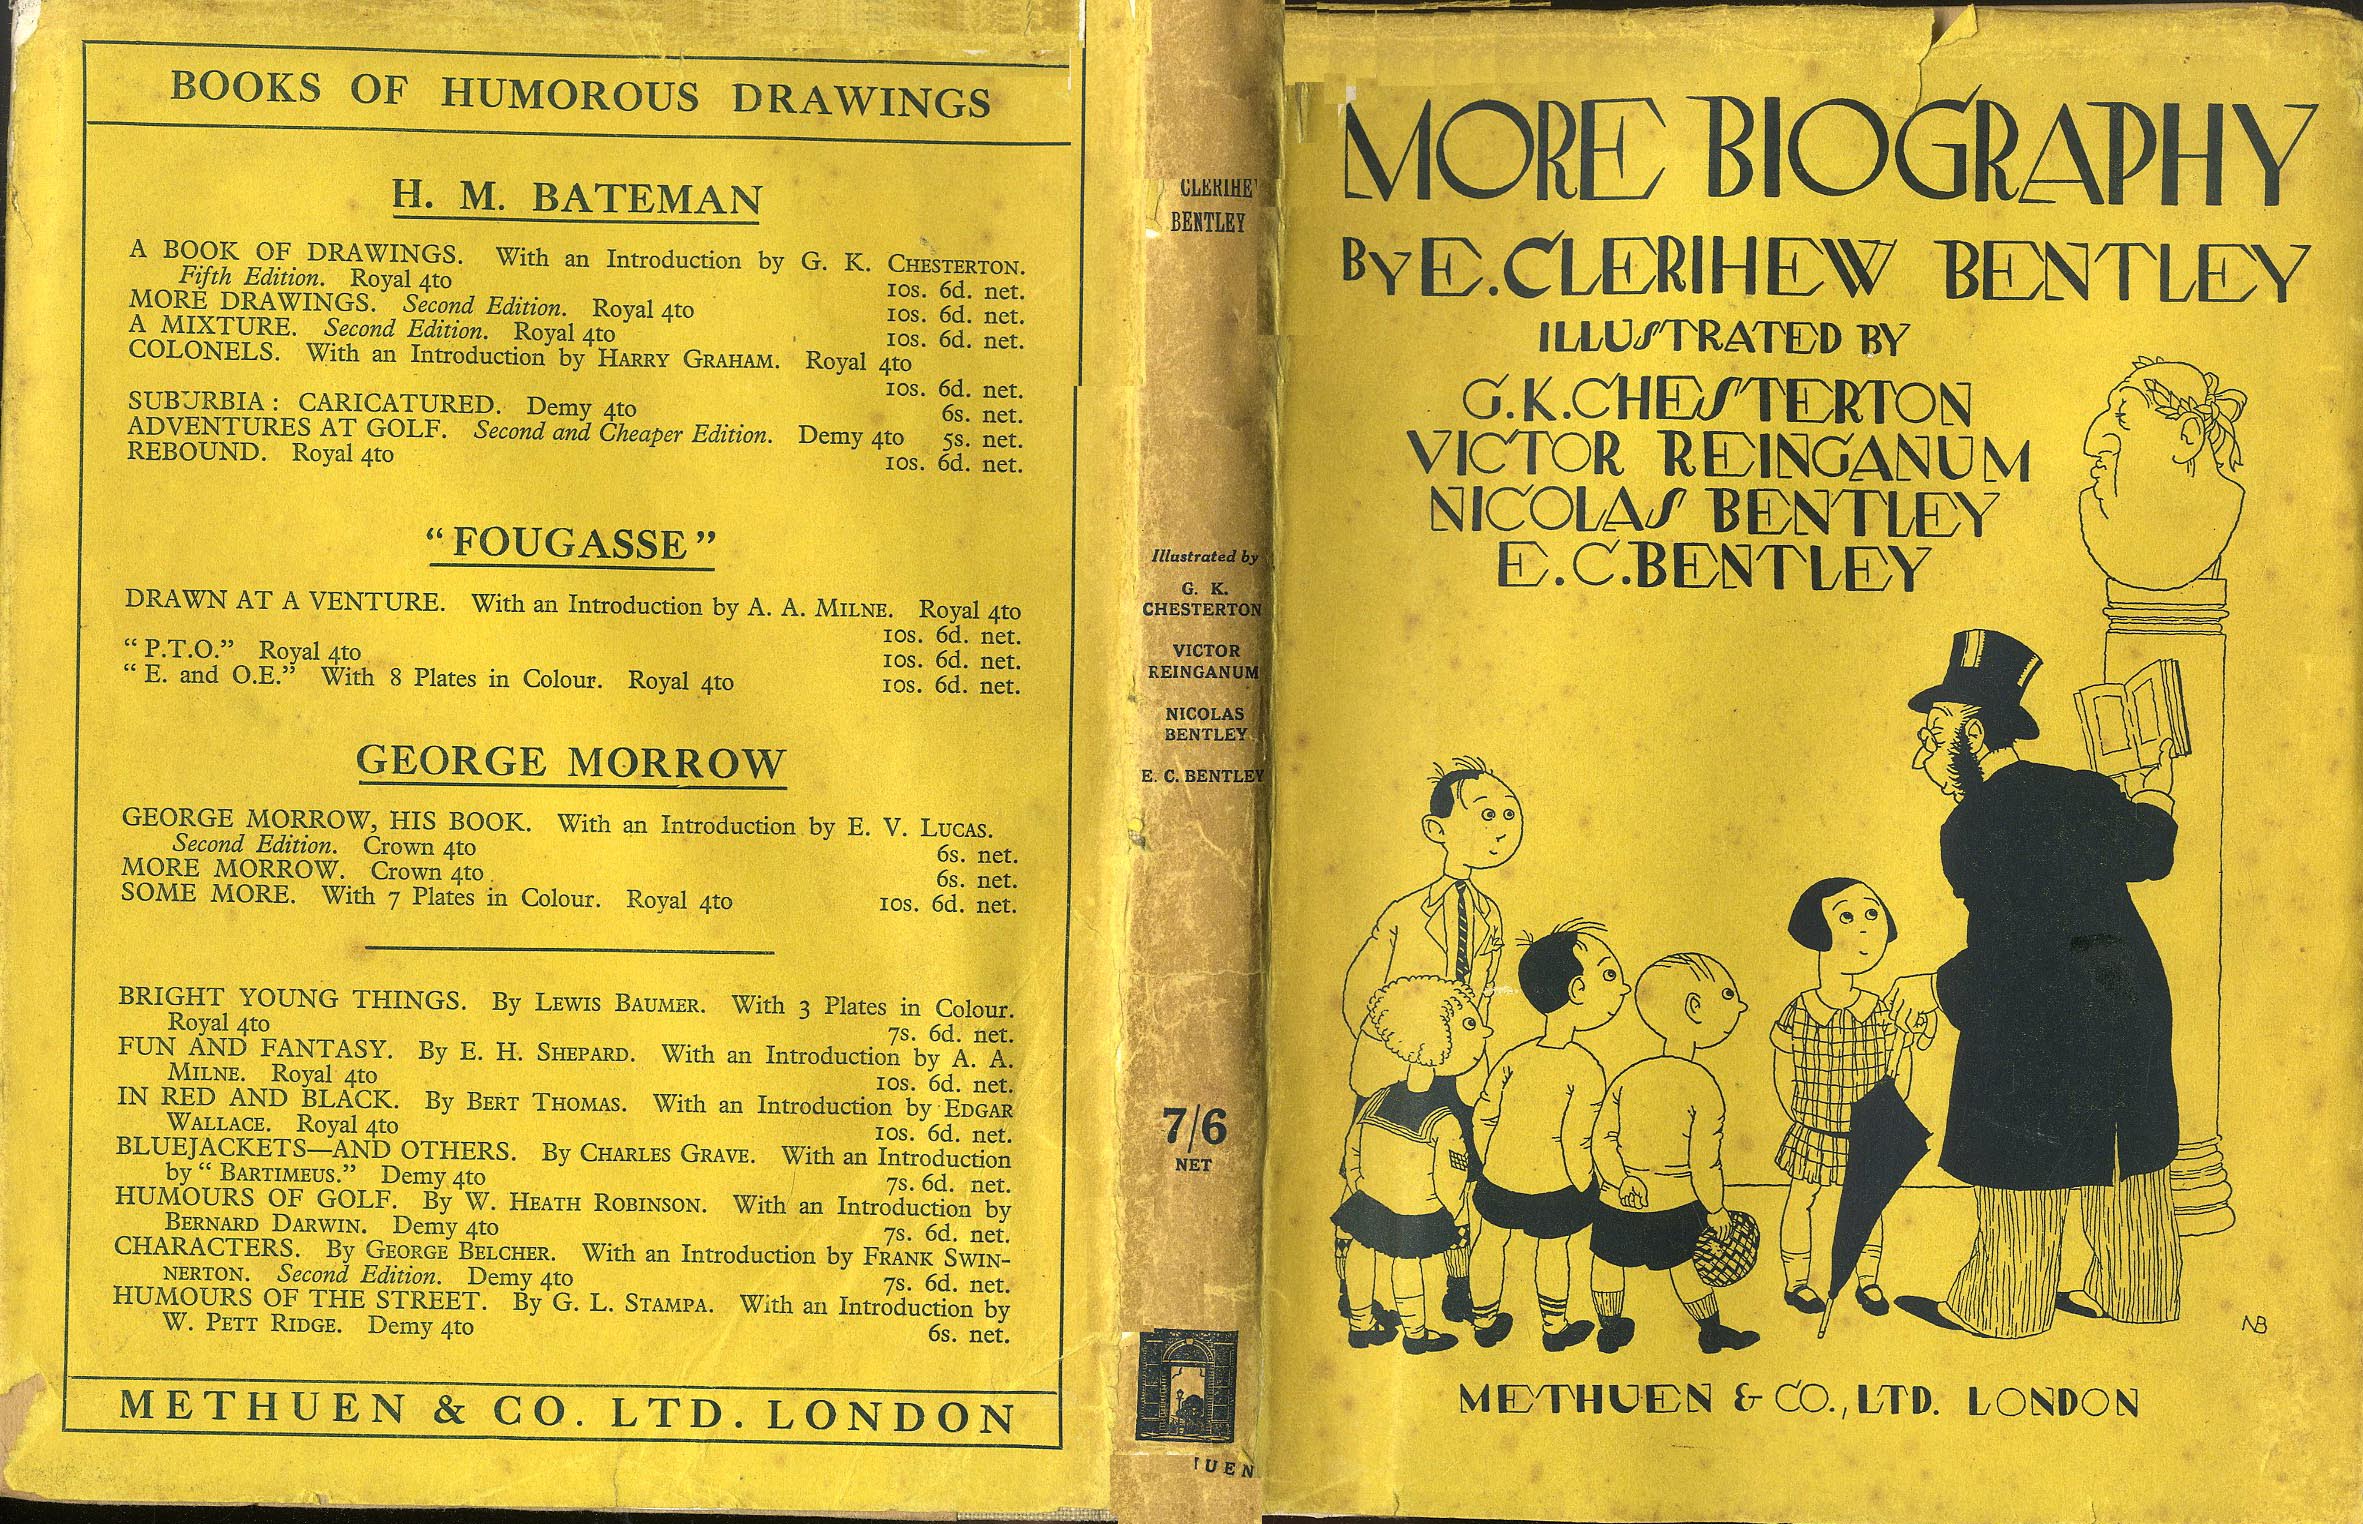 BOOKS OF HUMOROUS DRAWINGS
H. M. BATEMAN
A BOOK OF DRAWINGS. With an Introduction by G. K. CHESTERTON.
Fifth Edition. Royal 4to 10s. 6d. net.
MORE DRAWINGS. Second Edition. Royal 4to 10s. 6d. net.
A MIXTURE. Second Edition. Royal 4to 10s. 6d. net.
COLONELS. With an Introduction by HARRY GRAHAM. Royal 4to
10s. 6d. net.
SUBURBIA: CARICATURED. Demy 4to 6s. net.
ADVENTURES AT GOLF. Second and Cheaper Edition. Demy 4to 5s. net.
REBOUND. Royal 4to 10s. 6d. net.
"FOUGASSE"
DRAWN AT A VENTURE. With an Introduction by A. A. MILNE. Royal 4to
10s. 6d. net.
"P.T.O." Royal 4to 10s. 6d. net.
"E. and O.E." With 8 Plates in Colour. Royal 4to 10s. 6d. net.
GEORGE MORROW
GEORGE MORROW, HIS BOOK. With an Introduction by E. V. LUCAS.
Second Edition. Crown 4to 6s. net.
MORE MORROW. Crown 4to 6s. net.
SOME MORE. With 7 Plates in Colour. Royal 4to 10s. 6d. net.
BRIGHT YOUNG THINGS. By LEWIS BAUMER. With 3 Plates in Colour.
Royal 4to 7s. 6d. net.
FUN AND FANTASY. By E. H. SHEPARD. With an Introduction by A. A.
MILNE. Royal 4to 10s. 6d. net.
IN RED AND BLACK. By BERT THOMAS. With an Introduction by EDGAR
WALLACE. Royal 4to 10s. 6d. net.
BLUEJACKETS—AND OTHERS. By CHARLES GRAVE. With an Introduction
by "BARTIMEUS." Demy 4to 7s. 6d. net.
HUMOURS OF GOLF. By W. HEATH ROBINSON. With an Introduction by
BERNARD DARWIN. Demy 4to 7s. 6d. net.
CHARACTERS. By GEORGE BELCHER. With an Introduction by FRANK SWIN-
NERTON. Second Edition. Demy 4to 7s. 6d. net.
HUMOURS OF THE STREET. By G. L. STAMPA. With an Introduction by
W. PETT RIDGE. Demy 4to 6s. net.
METHUEN & CO. LTD. LONDON
CLERIHE
BENTLEY
Illustrated by
G. K.
CHESTERTON
VICTOR
REINGANUM
NICOLAS
BENTLEY
E. C. BENTLEY
7/6
NET
UEN
MORE BIOGRAPHY
BY E. CLERIHEW BENTLEY
ILLUSTRATED BY
G. K. CHESTERTON
VICTOR REINGANUM
NICOLAS BENTLEY
E. C. BENTLEY
NB
METHUEN & CO., LTD. LONDON